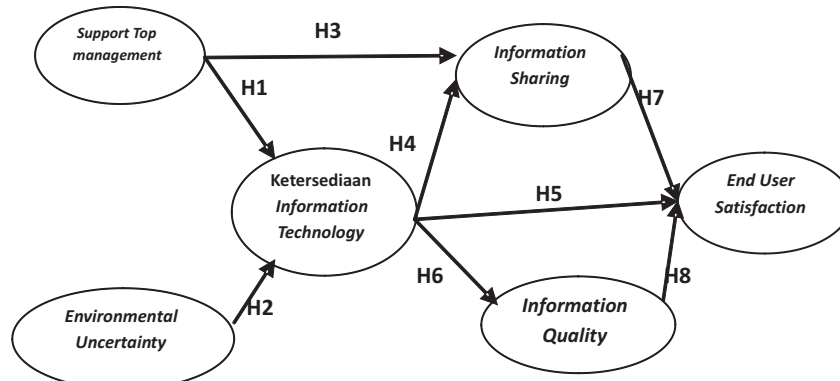 Support Top
management
H3
Information
Sharing
H1
H7
H4
Ketersediaan
Information
Technology
End User
Satisfaction
H5
H6
H8
H2
Environmental
Uncertainty
Information
Quality